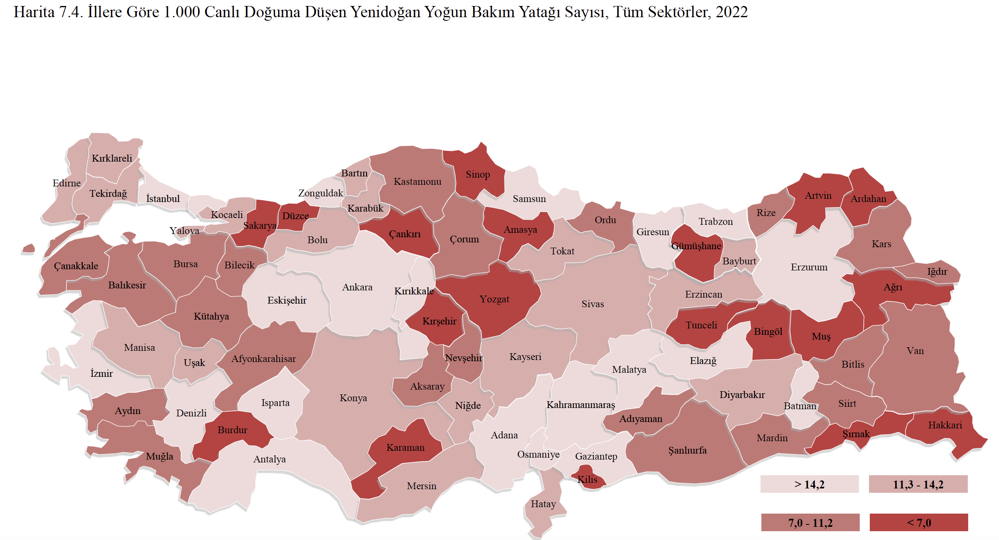 Harita 7.4. İllere Göre 1.000 Canlı Doğuma Düşen Yenidoğan Yoğun Bakım Yatağı Sayısı, Tüm Sektörler, 2022
Kırklareli
Edirne
Tekirdağ
İstanbul
Kocaeli
Yalova
Sakarya
Düzce
Zonguldak
Bartın
Karabük
Kastamonu
Sinop
Samsun
Bolu
Çankırı
Çorum
Amasya
Ordu
Tokat
Giresun
Trabzon
Gümüşhane
Bayburt
Rize
Artvin
Ardahan
Kars
Erzurum
Iğdır
Ağrı
Çanakkale
Balıkesir
Bursa
Bilecik
Kütahya
Eskişehir
Ankara
Kırıkkale
Kırşehir
Yozgat
Sivas
Erzincan
Tunceli
Bingöl
Muş
Van
Bitlis
Manisa
İzmir
Uşak
Afyonkarahisar
Nevşehir
Kayseri
Malatya
Elazığ
Aksaray
Niğde
Konya
Isparta
Aydın
Denizli
Burdur
Muğla
Antalya
Karaman
Mersin
Adana
Kahramanmaraş
Osmaniye
Gaziantep
Kilis
Hatay
Adıyaman
Şanlıurfa
Diyarbakır
Mardin
Batman
Siirt
Şırnak
Hakkari
> 14,2
11,3 - 14,2
7,0 - 11,2
< 7,0